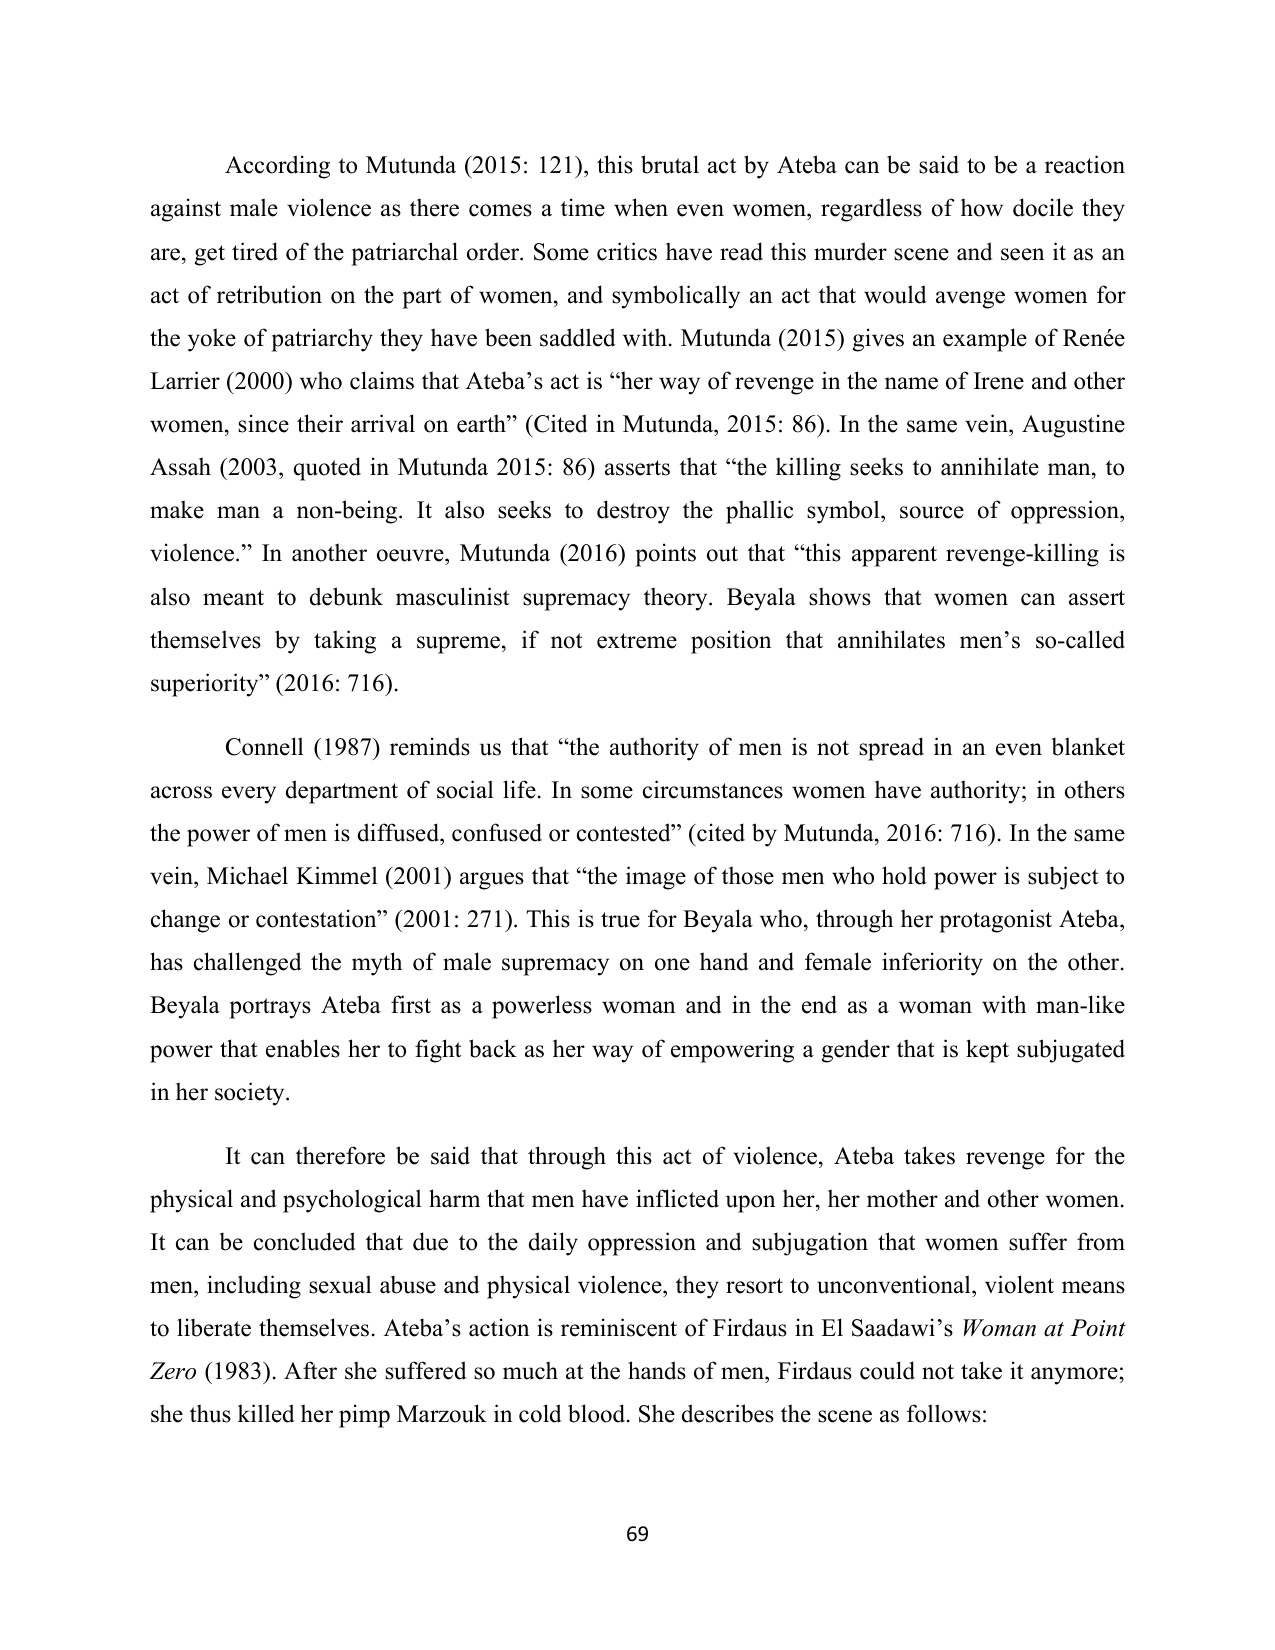 According to Mutunda (2015: 121), this brutal act by Ateba can be said to be a reaction
against male violence as there comes a time when even women, regardless of how docile they
are, get tired of the patriarchal order. Some critics have read this murder scene and seen it as an
act of retribution on the part of women, and symbolically an act that would avenge women for
the yoke of patriarchy they have been saddled with. Mutunda (2015) gives an example of Renée
Larrier (2000) who claims that Ateba’s act is “her way of revenge in the name of Irene and other
women, since their arrival on earth” (Cited in Mutunda, 2015: 86). In the same vein, Augustine
Assah (2003, quoted in Mutunda 2015: 86) asserts that “the killing seeks to annihilate man, to
make man a non-being. It also seeks to destroy the phallic symbol, source of oppression,
violence.” In another oeuvre, Mutunda (2016) points out that “this apparent revenge-killing is
also meant to debunk masculinist supremacy theory. Beyala shows that women can assert
themselves by taking a supreme, if not extreme position that annihilates men’s so-called
superiority” (2016: 716).
Connell (1987) reminds us that “the authority of men is not spread in an even blanket
across every department of social life. In some circumstances women have authority; in others
the power of men is diffused, confused or contested” (cited by Mutunda, 2016: 716). In the same
vein, Michael Kimmel (2001) argues that “the image of those men who hold power is subject to
change or contestation” (2001: 271). This is true for Beyala who, through her protagonist Ateba,
has challenged the myth of male supremacy on one hand and female inferiority on the other.
Beyala portrays Ateba first as a powerless woman and in the end as a woman with man-like
power that enables her to fight back as her way of empowering a gender that is kept subjugated
in her society.
It can therefore be said that through this act of violence, Ateba takes revenge for the
physical and psychological harm that men have inflicted upon her, her mother and other women.
It can be concluded that due to the daily oppression and subjugation that women suffer from
men, including sexual abuse and physical violence, they resort to unconventional, violent means
to liberate themselves. Ateba’s action is reminiscent of Firdaus in El Saadawi’s Woman at Point
Zero (1983). After she suffered so much at the hands of men, Firdaus could not take it anymore;
she thus killed her pimp Marzouk in cold blood. She describes the scene as follows:
69